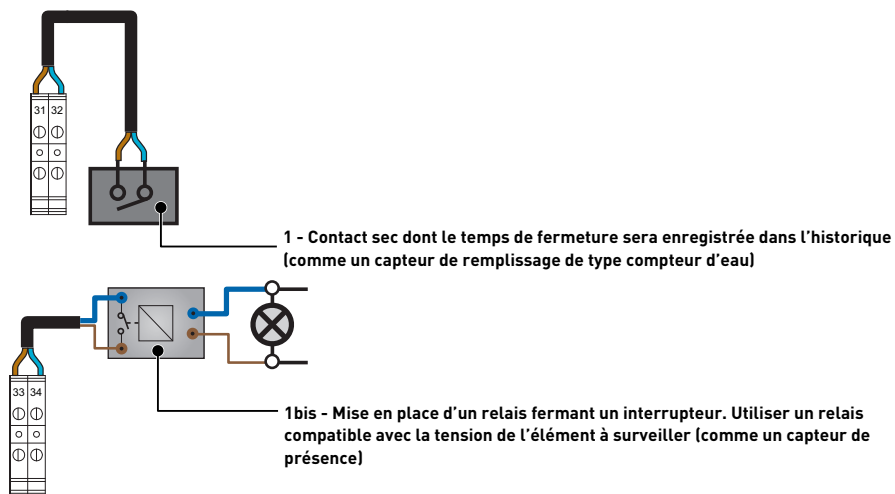 31 32
1 - Contact sec dont le temps de fermeture sera enregistrée dans l’historique
(comme un capteur de remplissage de type compteur d’eau)
33 34
1bis - Mise en place d’un relais fermant un interrupteur. Utiliser un relais
compatible avec la tension de l’élément à surveiller (comme un capteur de
présence)